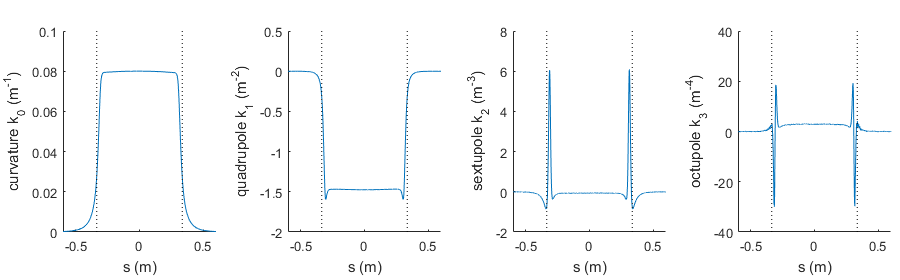 curvature k0 (m-1)
0.1
0.08
0.06
0.04
0.02
0
-0.5 0 0.5
s (m)
quadrupole k1 (m-2)
0.5
0
-0.5
-1
-1.5
-2
-0.5 0 0.5
s (m)
sextupole k2 (m-3)
8
6
4
2
0
-2
-0.5 0 0.5
s (m)
octupole k3 (m-4)
40
20
0
-20
-40
-0.5 0 0.5
s (m)